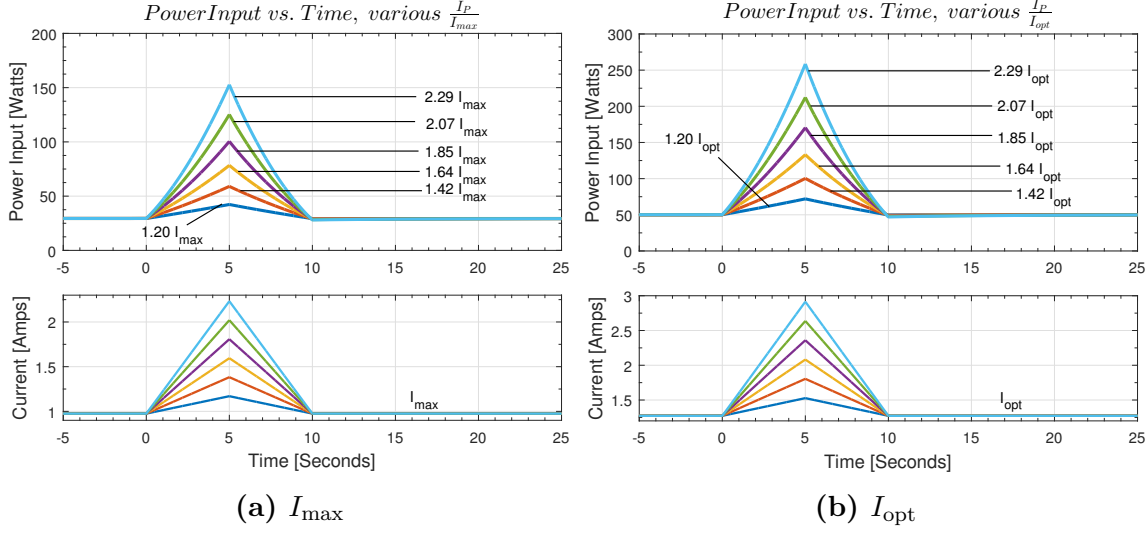 PowerInput vs. Time, various I_P/I_max
Power Input [Watts]
200
150
100
50
0
2.29 I_max
2.07 I_max
1.85 I_max
1.64 I_max
1.42 I_max
1.20 I_max
-5 0 5 10 15 20 25
Current [Amps]
2
1.5
1
I_max
-5 0 5 10 15 20 25
Time [Seconds]
(a) I_max
PowerInput vs. Time, various I_P/I_opt
Power Input [Watts]
300
250
200
150
100
50
0
2.29 I_opt
2.07 I_opt
1.20 I_opt
1.85 I_opt
1.64 I_opt
1.42 I_opt
-5 0 5 10 15 20 25
Current [Amps]
3
2.5
2
1.5
I_opt
-5 0 5 10 15 20 25
Time [Seconds]
(b) I_opt